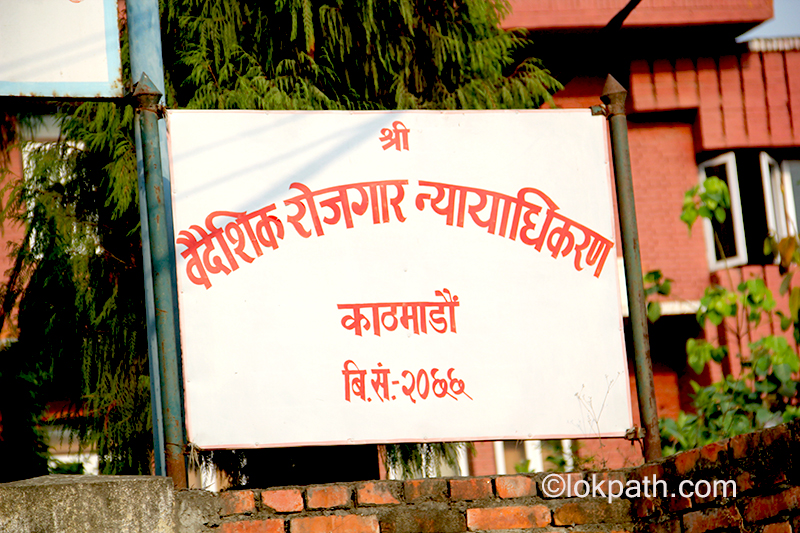 श्री
वैदेशिक रोजगार न्यायाधिकरण
काठमाडौं
बि.सं.-२०६६
©lokpath.com